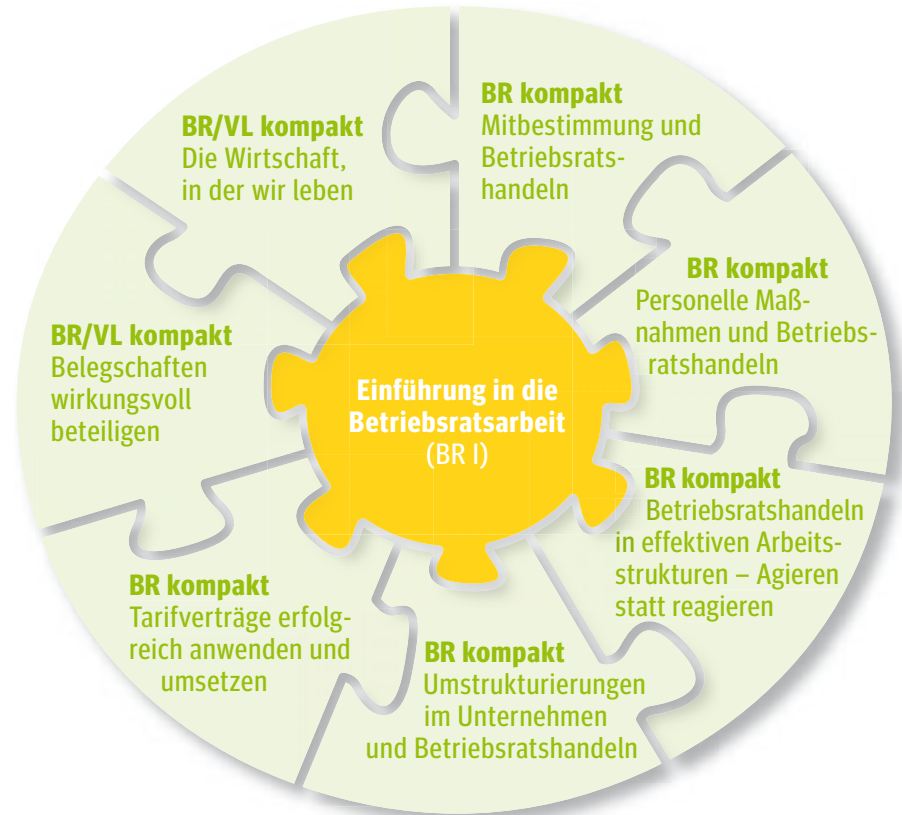 BR/VL kompakt
Die Wirtschaft,
in der wir leben
BR kompakt
Mitbestimmung und
Betriebsrats-
handeln
BR kompakt
Personelle Maß-
nahmen und Betriebs-
ratshandeln
BR/VL kompakt
Belegschaften
wirkungsvoll
beteiligen
Einführung in die
Betriebsratsarbeit
(BR I)
BR kompakt
Betriebsratshandeln
in effektiven Arbeits-
strukturen – Agieren
statt reagieren
BR kompakt
Tarifverträge erfolg-
reich anwenden und
umsetzen
BR kompakt
Umstrukturierungen
im Unternehmen
und Betriebsratshandeln